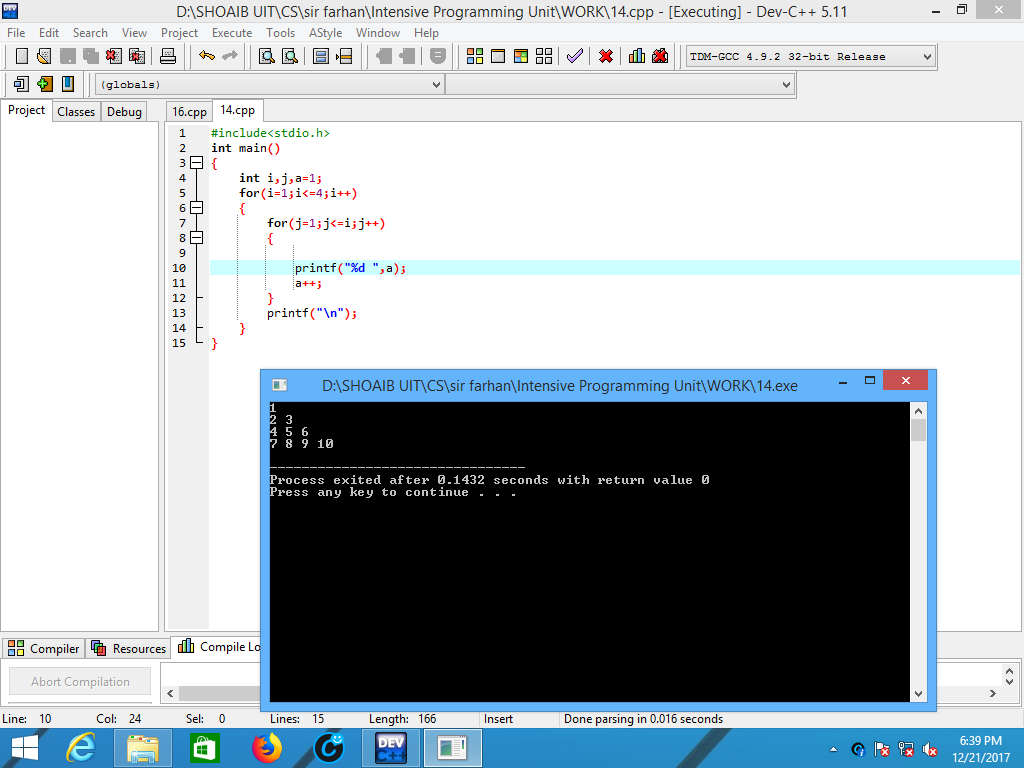 D:\SHOAIB UIT\CS\sir farhan\Intensive Programming Unit\WORK\14.cpp - [Executing] - Dev-C++ 5.11
File Edit Search View Project Execute Tools AStyle Window Help
TDM-GCC 4.9.2 32-bit Release
(globals)
Project Classes Debug 16.cpp 14.cpp
1 #include<stdio.h>
2 int main()
3 {
4 int i,j,a=1;
5 for(i=1;i<=4;i++)
6 {
7 for(j=1;j<=i;j++)
8 {
9
10 printf("%d ",a);
11 a++;
12 }
13 printf("\n");
14 }
15 }
D:\SHOAIB UIT\CS\sir farhan\Intensive Programming Unit\WORK\14.exe
1
2 3
4 5 6
7 8 9 10
--------------------------------
Process exited after 0.1432 seconds with return value 0
Press any key to continue . . .
Compiler Resources Compile Lo
Abort Compilation
Line: 10 Col: 24 Sel: 0 Lines: 15 Length: 166 Insert Done parsing in 0.016 seconds
DEV C++
6:39 PM
12/21/2017